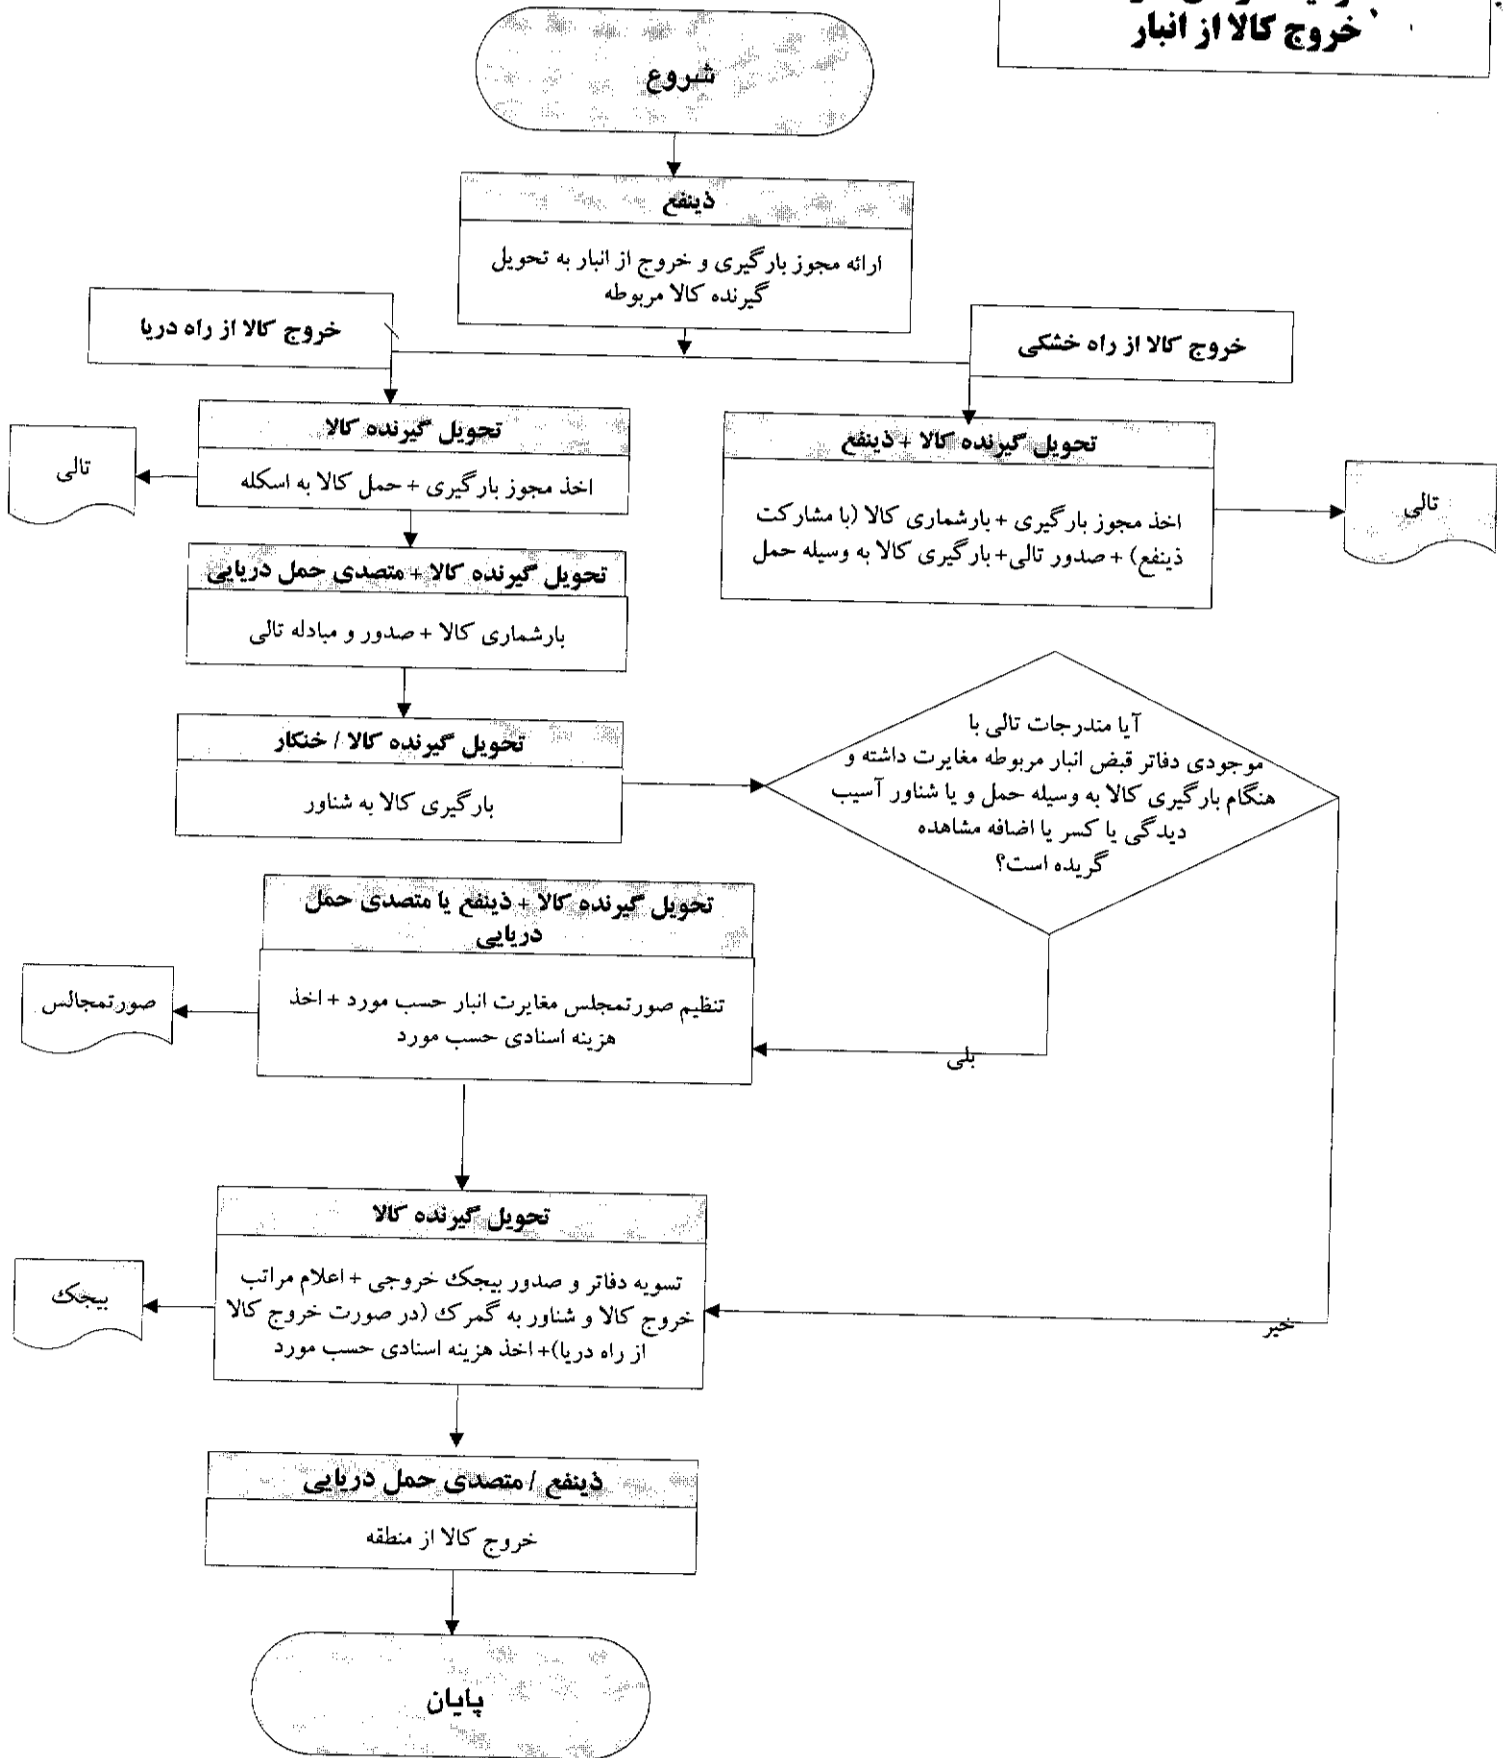 خروج کالا از انبار
شروع
ذینفع
ارائه مجوز بارگیری و خروج از انبار به تحویل
گیرنده کالا مربوطه
خروج کالا از راه خشکی
خروج کالا از راه دریا
تحویل گیرنده کالا + ذینفع
اخذ مجوز بارگیری + بارشماری کالا (با مشارکت
ذینفع) + صدور تالی + بارگیری کالا به وسیله حمل
تالی
تحویل گیرنده کالا
اخذ مجوز بارگیری + حمل کالا به اسکله
تالی
تحویل گیرنده کالا + متصدی حمل دریایی
بارشماری کالا + صدور و مبادله تالی
تحویل گیرنده کالا / خنکار
بارگیری کالا به شناور
آیا مندرجات تالی با
موجودی دفاتر قبض انبار مربوطه مغایرت داشته و
هنگام بارگیری کالا به وسیله حمل و یا شناور آسیب
دیدگی یا کسر یا اضافه مشاهده
گریده است؟
بلی
خیر
تحویل گیرنده کالا + ذینفع یا متصدی حمل
دریایی
تنظیم صورتمجلس مغایرت انبار حسب مورد + اخذ
هزینه اسنادی حسب مورد
صورتمجالس
تحویل گیرنده کالا
تسویه دفاتر و صدور بیجک خروجی + اعلام مراتب
خروج کالا و شناور به گمرک (در صورت خروج کالا
از راه دریا)+ اخذ هزینه اسنادی حسب مورد
بیجک
ذینفع / متصدی حمل دریایی
خروج کالا از منطقه
پایان